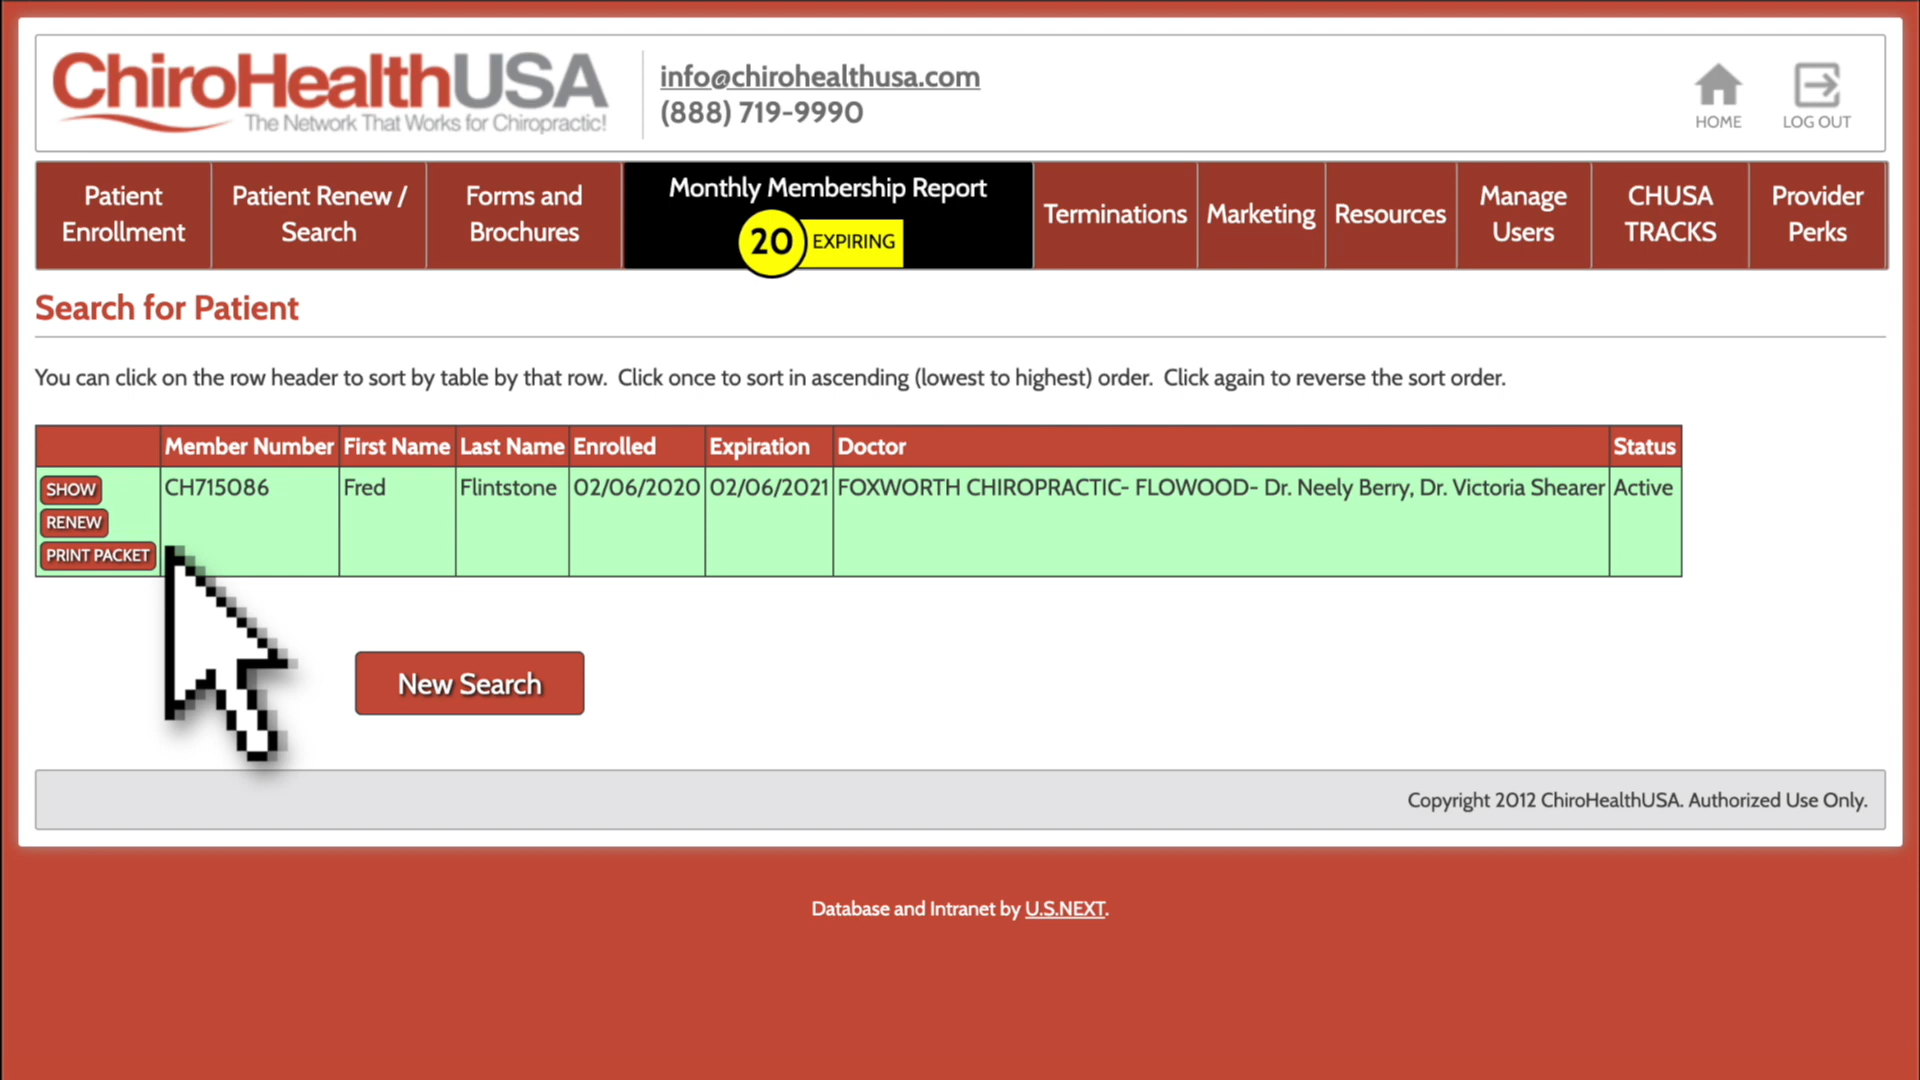 ChiroHealthUSA
The Network That Works for Chiropractic!
info@chirohealthusa.com
(888) 719-9990
HOME
LOG OUT
Patient Enrollment
Patient Renew / Search
Forms and Brochures
Monthly Membership Report
20 EXPIRING
Terminations
Marketing
Resources
Manage Users
CHUSA TRACKS
Provider Perks
Search for Patient
You can click on the row header to sort by table by that row. Click once to sort in ascending (lowest to highest) order. Click again to reverse the sort order.
Member Number First Name Last Name Enrolled Expiration Doctor Status
SHOW CH715086 Fred Flintstone 02/06/2020 02/06/2021 FOXWORTH CHIROPRACTIC- FLOWOOD- Dr. Neely Berry, Dr. Victoria Shearer Active
RENEW
PRINT PACKET
New Search
Copyright 2012 ChiroHealthUSA. Authorized Use Only.
Database and Intranet by U.S.NEXT.